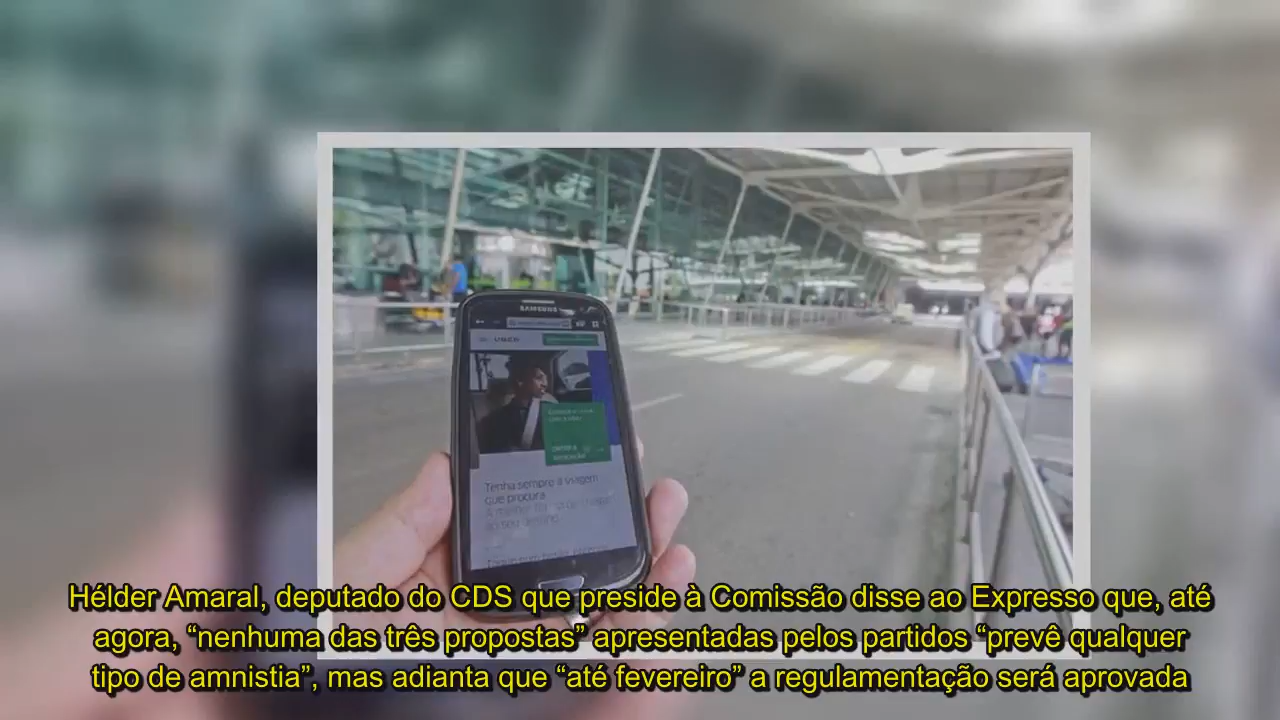 SAMSUNG
UBER
Tenha sempre a viagem
que procura
Hélder Amaral, deputado do CDS que preside à Comissão disse ao Expresso que, até
agora, “nenhuma das três propostas” apresentadas pelos partidos “prevê qualquer
tipo de amnistia”, mas adianta que “até fevereiro” a regulamentação será aprovada